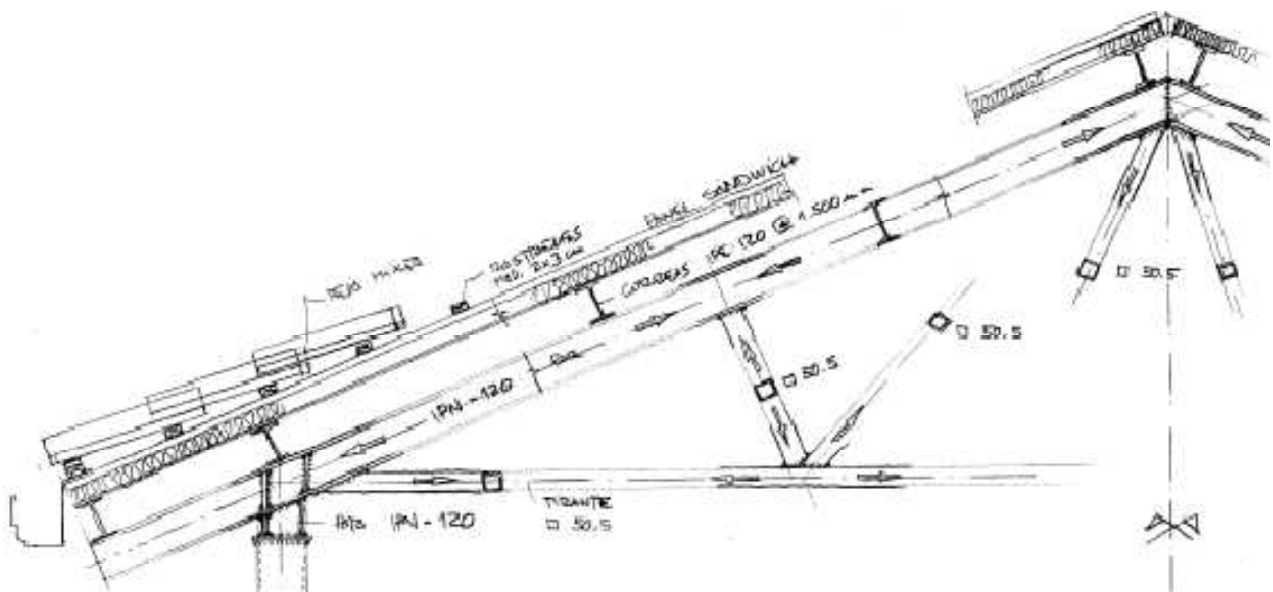 TEJA MIXTA
RASTRELES
MED. 2x3 cm
PANEL SANDWICH
CORREAS IPE 120 @ 1.500 mm
IPN-120
□ 50.5
□ 50.5
□ 50.5
TIRANTE
□ 50.5
IPN-120